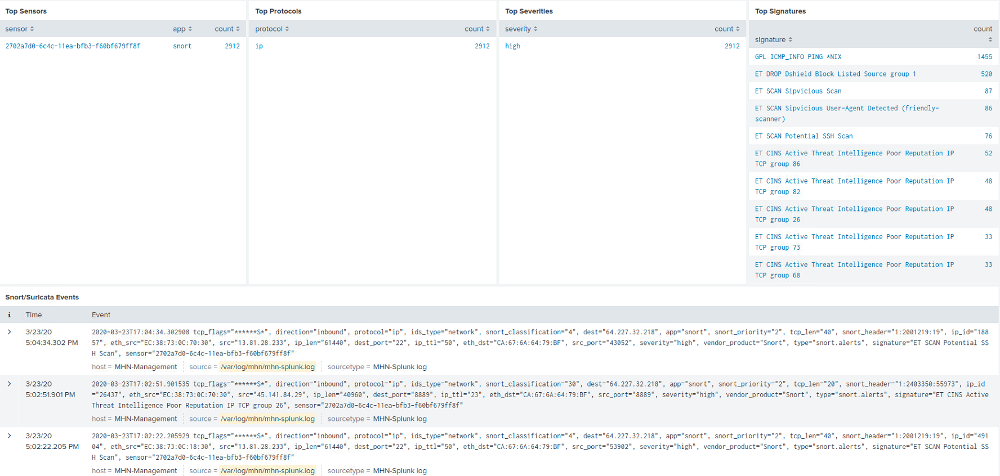 Top Sensors
sensor app count
2702a7d0-6c4c-11ea-bfb3-f60bf679ff8f snort 2912
Top Protocols
protocol count
ip 2912
Top Severities
severity count
high 2912
Top Signatures
signature count
GPL ICMP_INFO PING *NIX 1455
ET DROP Dshield Block Listed Source group 1 520
ET SCAN Sipvicious Scan 87
ET SCAN Sipvicious User-Agent Detected (friendly- 86
scanner)
ET SCAN Potential SSH Scan 76
ET CINS Active Threat Intelligence Poor Reputation IP 52
TCP group 86
ET CINS Active Threat Intelligence Poor Reputation IP 48
TCP group 82
ET CINS Active Threat Intelligence Poor Reputation IP 48
TCP group 26
ET CINS Active Threat Intelligence Poor Reputation IP 33
TCP group 73
ET CINS Active Threat Intelligence Poor Reputation IP 33
TCP group 68
Snort/Suricata Events
i Time Event
3/23/20
5:04:34.302 PM
2020-03-23T17:04:34.302908 tcp_flags="******S*", direction="inbound", protocol="ip", ids_type="network", snort_classification="4", dest="64.227.32.218", app="snort", snort_priority="2", tcp_len="40", snort_header="1:2001219:19", ip_id="188
57", eth_src="EC:38:73:0C:70:30", src="13.81.28.233", ip_len="61440", dest_port="22", ip_ttl="50", eth_dst="CA:67:6A:64:79:BF", src_port="43052", severity="high", vendor_product="Snort", type="snort.alerts", signature="ET SCAN Potential SS
H Scan", sensor="2702a7d0-6c4c-11ea-bfb3-f60bf679ff8f"
host = MHN-Management source = /var/log/mhn/mhn-splunk.log sourcetype = MHN-Splunk log
3/23/20
5:02:51.901 PM
2020-03-23T17:02:51.901535 tcp_flags="******S*", direction="inbound", protocol="ip", ids_type="network", snort_classification="30", dest="64.227.32.218", app="snort", snort_priority="2", tcp_len="20", snort_header="1:2403350:55973", ip_id
="26437", eth_src="EC:38:73:0C:70:30", src="45.141.84.29", ip_len="40960", dest_port="8889", ip_ttl="23", eth_dst="CA:67:6A:64:79:BF", src_port="8889", severity="high", vendor_product="Snort", type="snort.alerts", signature="ET CINS Active
Threat Intelligence Poor Reputation IP TCP group 26", sensor="2702a7d0-6c4c-11ea-bfb3-f60bf679ff8f"
host = MHN-Management source = /var/log/mhn/mhn-splunk.log sourcetype = MHN-Splunk log
3/23/20
5:02:22.205 PM
2020-03-23T17:02:22.205929 tcp_flags="******S*", direction="inbound", protocol="ip", ids_type="network", snort_classification="4", dest="64.227.32.218", app="snort", snort_priority="2", tcp_len="40", snort_header="1:2001219:19", ip_id="491
04", eth_src="EC:38:73:0C:18:30", src="13.81.28.233", ip_len="61440", dest_port="22", ip_ttl="50", eth_dst="CA:67:6A:64:79:BF", src_port="53902", severity="high", vendor_product="Snort", type="snort.alerts", signature="ET SCAN Potential SS
H Scan", sensor="2702a7d0-6c4c-11ea-bfb3-f60bf679ff8f"
host = MHN-Management source = /var/log/mhn/mhn-splunk.log sourcetype = MHN-Splunk log